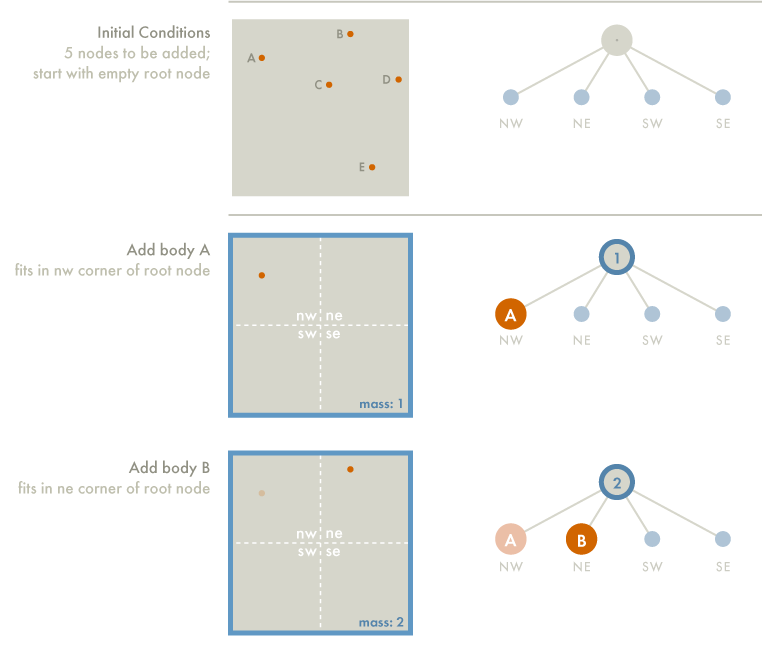 Initial Conditions
5 nodes to be added;
start with empty root node
B
A
D
C
E
NW NE SW SE
Add body A
fits in nw corner of root node
nw ne
sw se
mass: 1
1
A
NW NE SW SE
Add body B
fits in ne corner of root node
nw ne
sw se
mass: 2
2
A B
NW NE SW SE